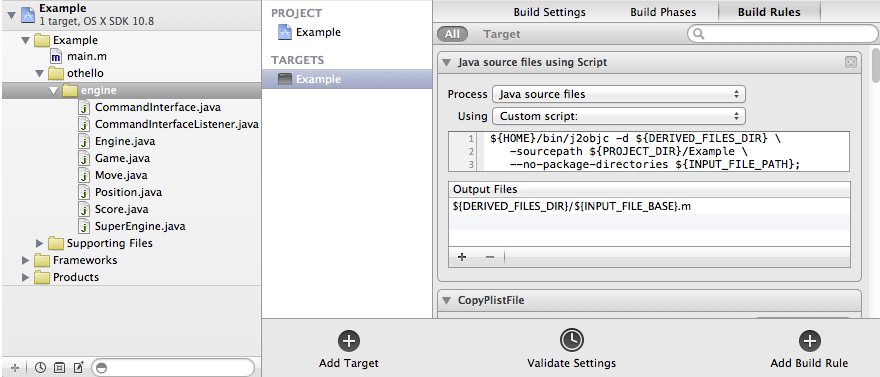 Example
1 target, OS X SDK 10.8
Example
main.m
othello
engine
CommandInterface.java
CommandInterfaceListener.java
Engine.java
Game.java
Move.java
Position.java
Score.java
SuperEngine.java
Supporting Files
Frameworks
Products
PROJECT
Example
TARGETS
Example
Build Settings Build Phases Build Rules
All Target
Java source files using Script
Process Java source files
Using Custom script:
1 ${HOME}/bin/j2objc -d ${DERIVED_FILES_DIR} \
2 -sourcepath ${PROJECT_DIR}/Example \
3 --no-package-directories ${INPUT_FILE_PATH};
Output Files
${DERIVED_FILES_DIR}/${INPUT_FILE_BASE}.m
CopyPlistFile
Add Target Validate Settings Add Build Rule